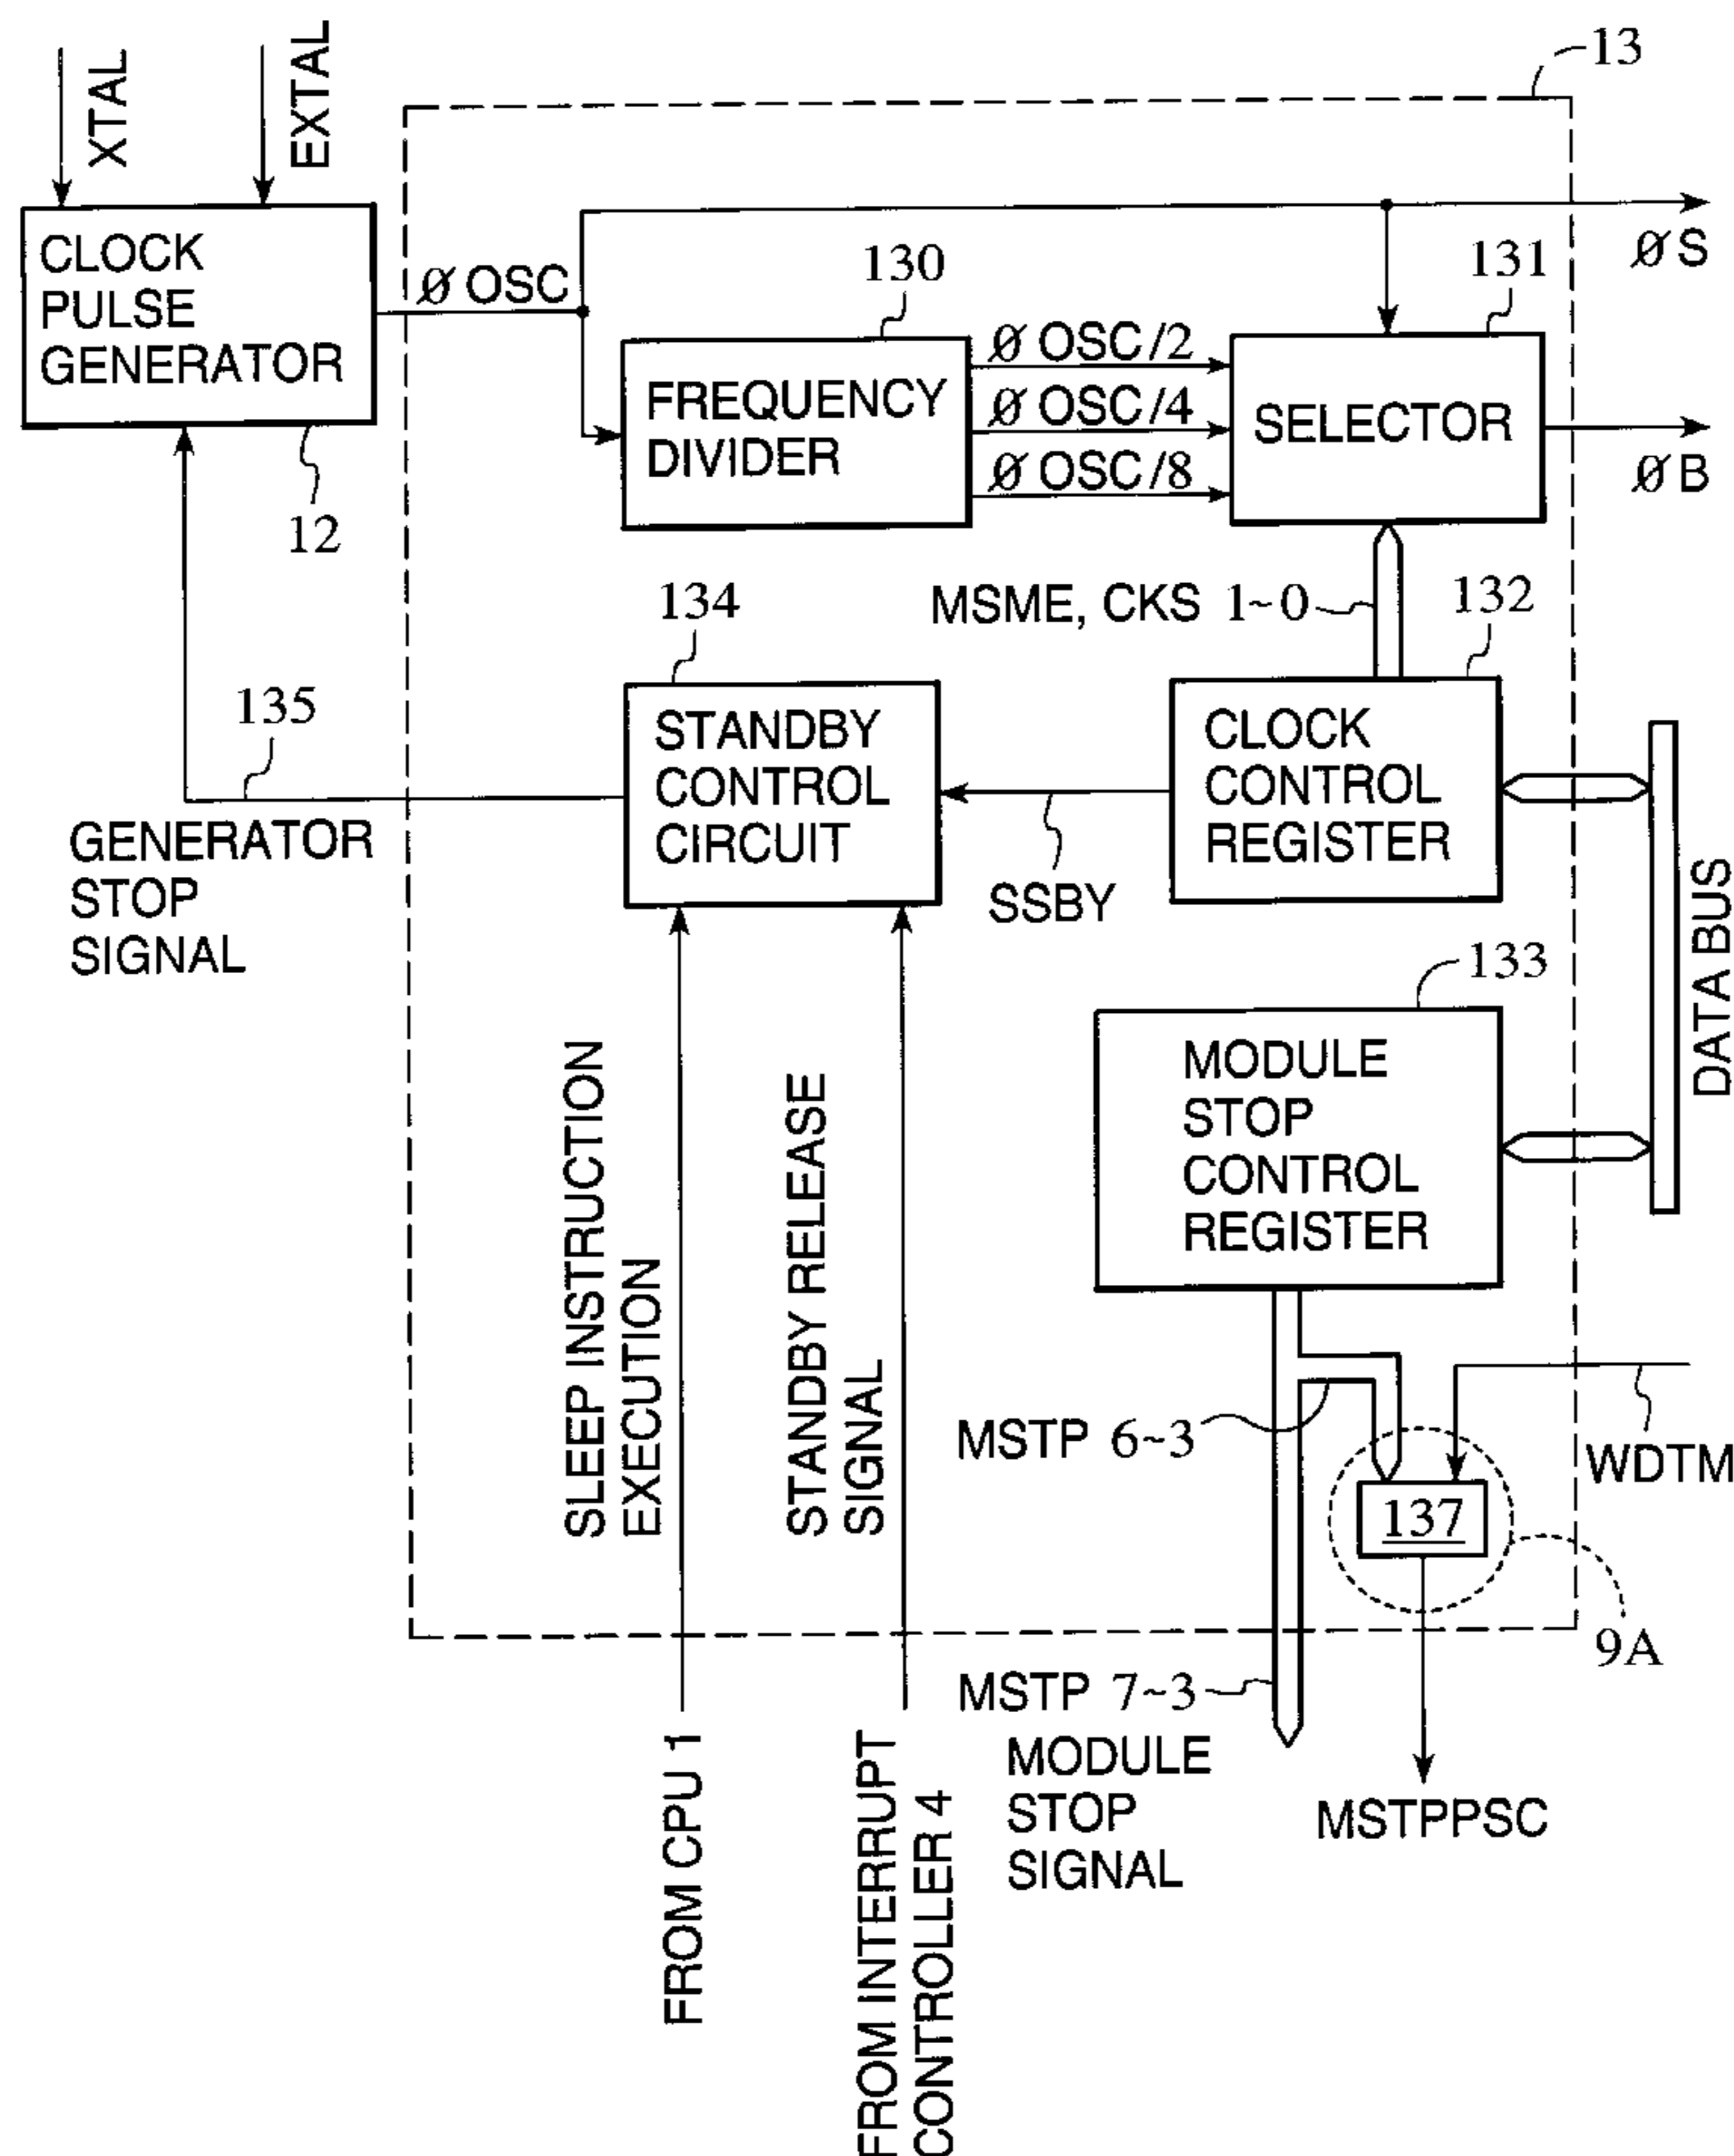 XTAL
EXTAL
13
CLOCK
PULSE
GENERATOR
Ø OSC
130
131
Ø S
Ø OSC/2
FREQUENCY
DIVIDER
Ø OSC/4
SELECTOR
Ø OSC/8
Ø B
12
134
MSME, CKS 1~0
132
135
STANDBY
CONTROL
CIRCUIT
CLOCK
CONTROL
REGISTER
GENERATOR
STOP
SIGNAL
SSBY
DATA BUS
133
MODULE
STOP
CONTROL
REGISTER
SLEEP INSTRUCTION
EXECUTION
STANDBY RELEASE
SIGNAL
MSTP 6~3
WDTM
137
9A
MSTP 7~3
MODULE
STOP
SIGNAL
MSTPPSC
FROM CPU 1
FROM INTERRUPT
CONTROLLER 4